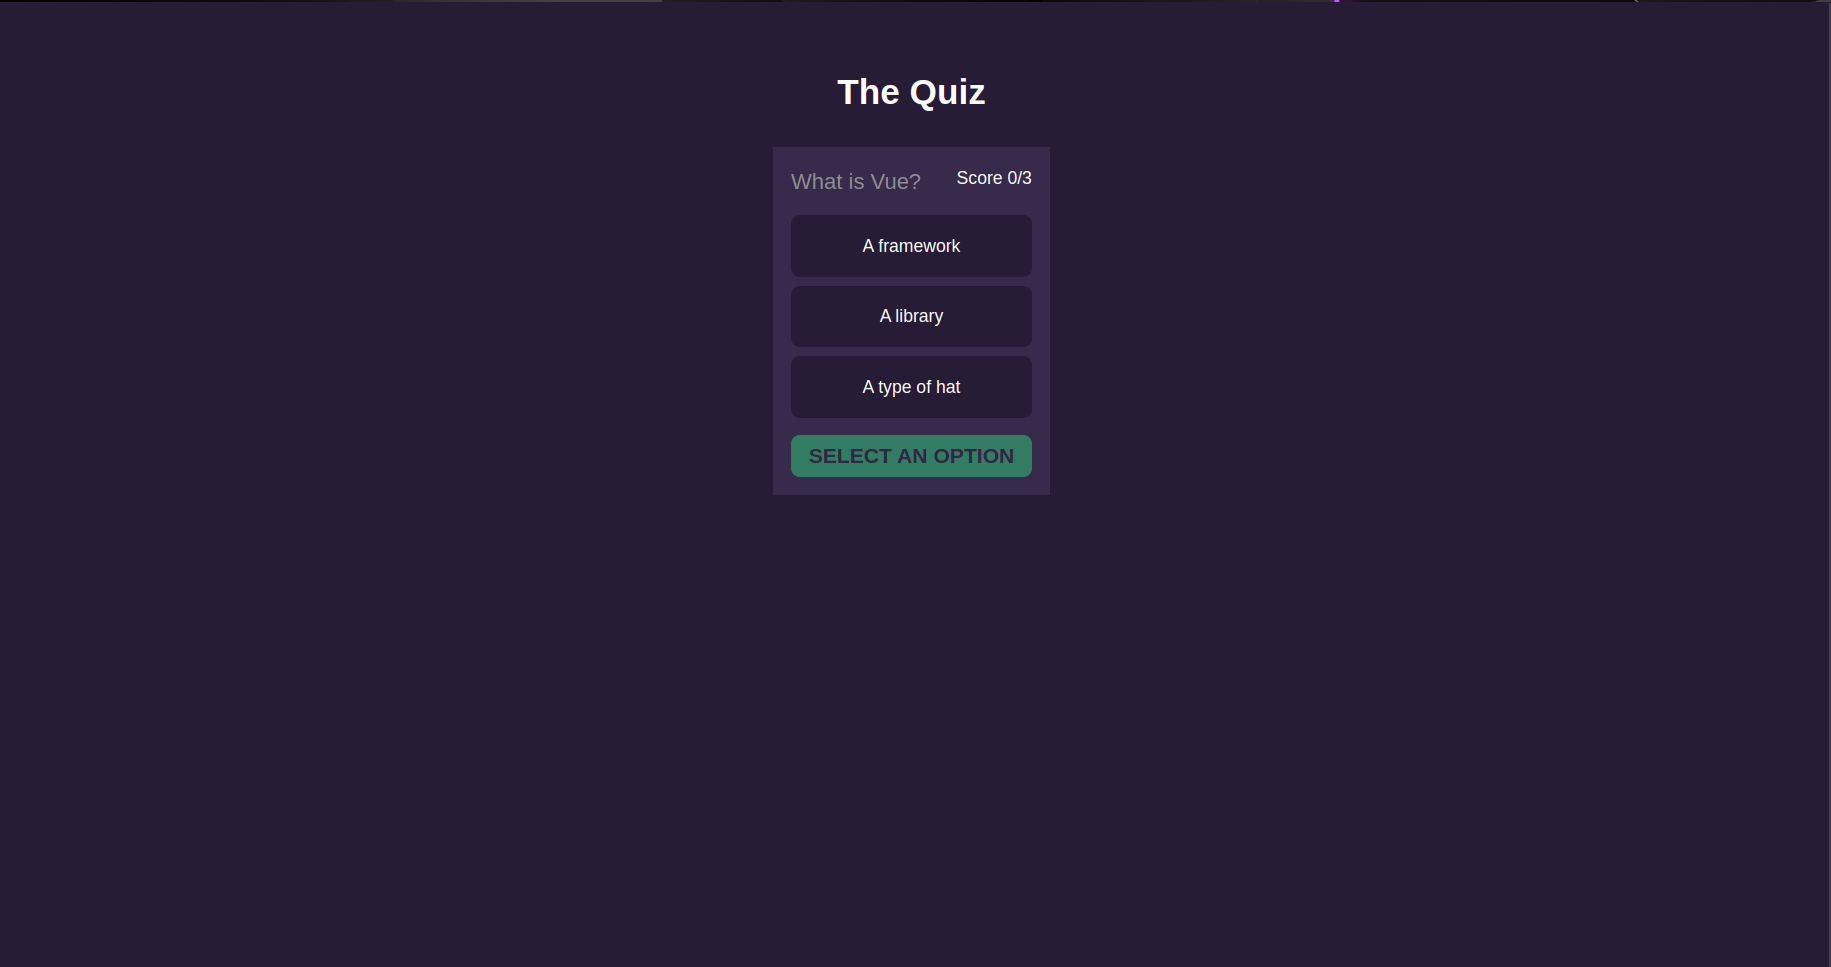 The Quiz
What is Vue? Score 0/3
A framework
A library
A type of hat
SELECT AN OPTION